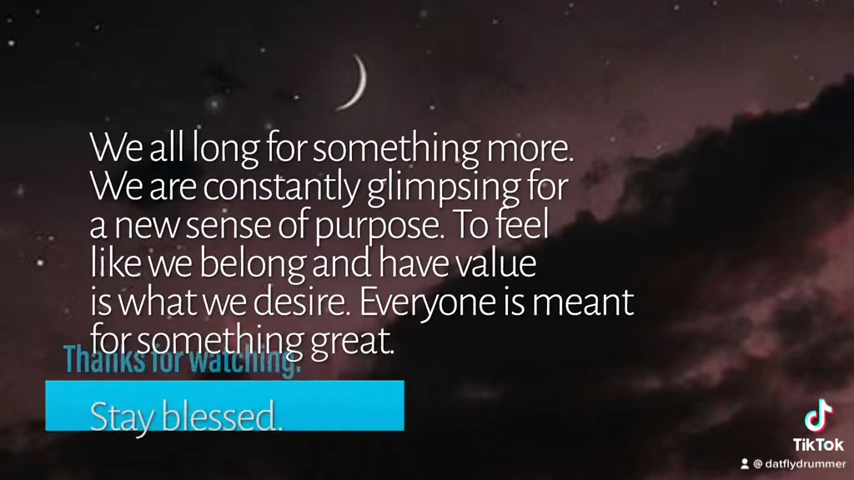 We all long for something more.
We are constantly glimpsing for
a new sense of purpose. To feel
like we belong and have value
is what we desire. Everyone is meant
for something great.
Thanks for watching.
Stay blessed.
TikTok
@ datflydrummer